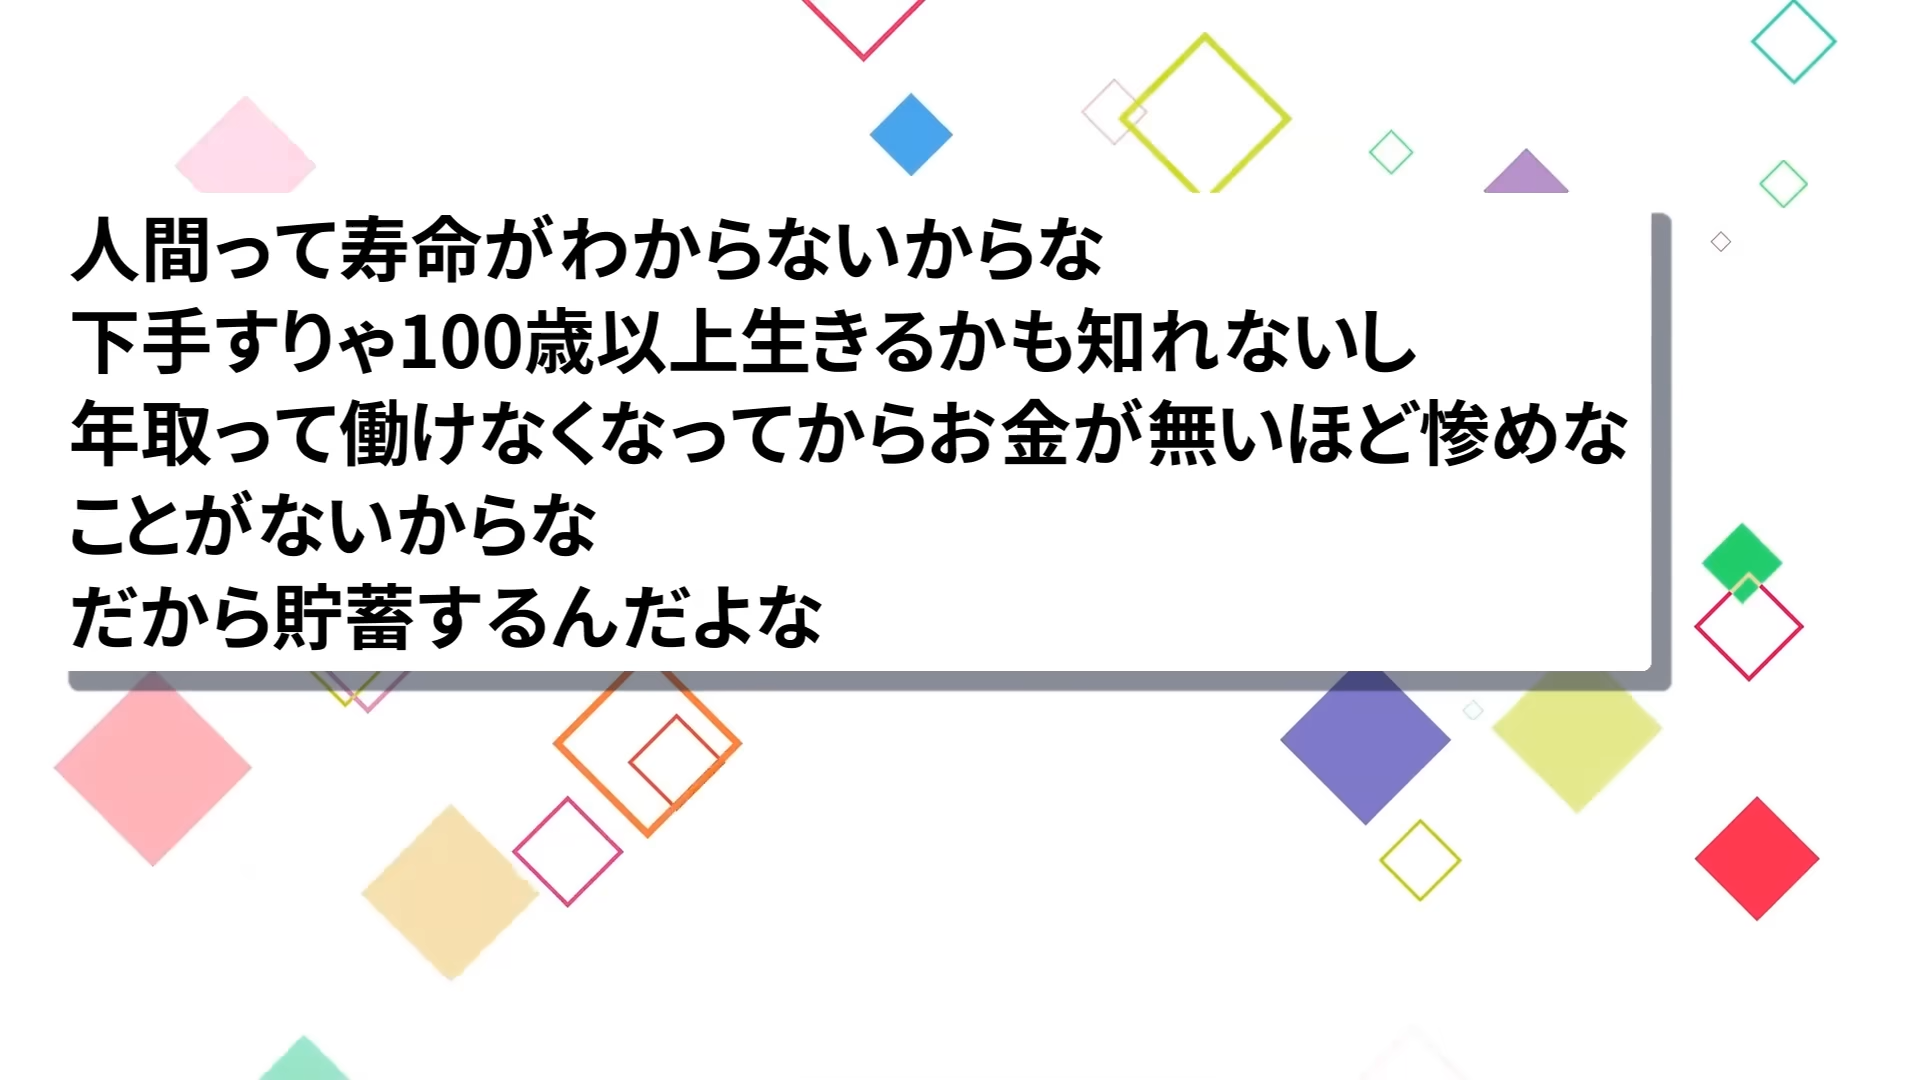 人間って寿命がわからないからな
下手すりゃ100歳以上生きるかも知れないし
年取って働けなくなってからお金が無いほど惨めな
ことがないからな
だから貯蓄するんだよな